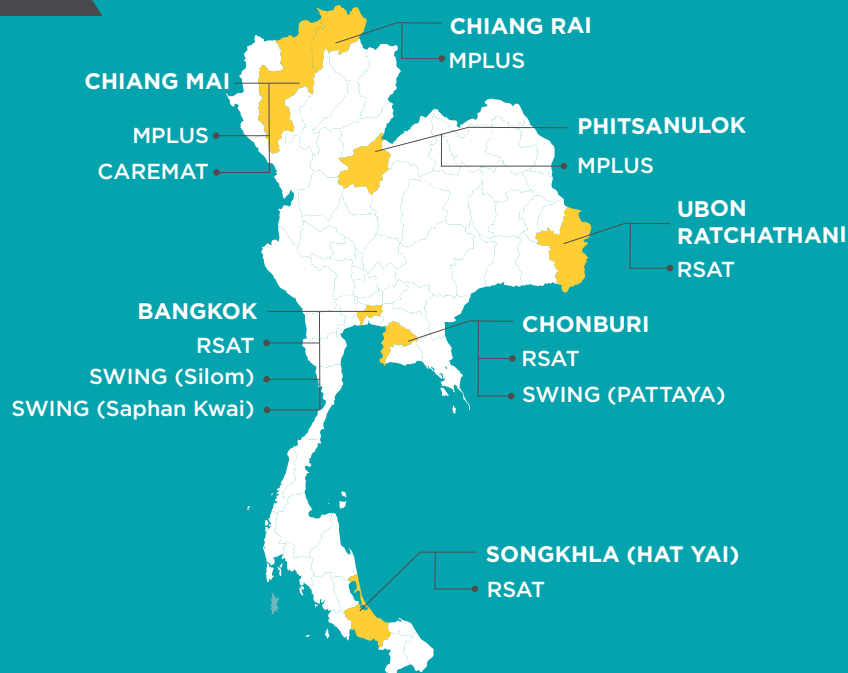 CHIANG RAI
MPLUS
CHIANG MAI
MPLUS
CAREMAT
PHITSANULOK
MPLUS
UBON
RATCHATHANI
RSAT
BANGKOK
RSAT
SWING (Silom)
SWING (Saphan Kwai)
CHONBURI
RSAT
SWING (PATTAYA)
SONGKHLA (HAT YAI)
RSAT